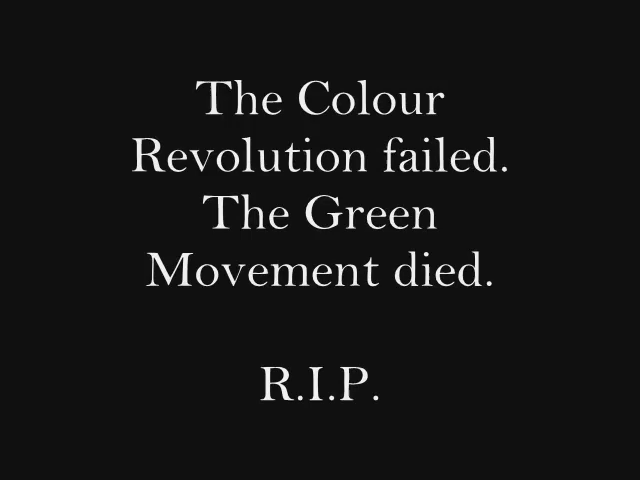 The Colour
Revolution failed.
The Green
Movement died.
R.I.P.